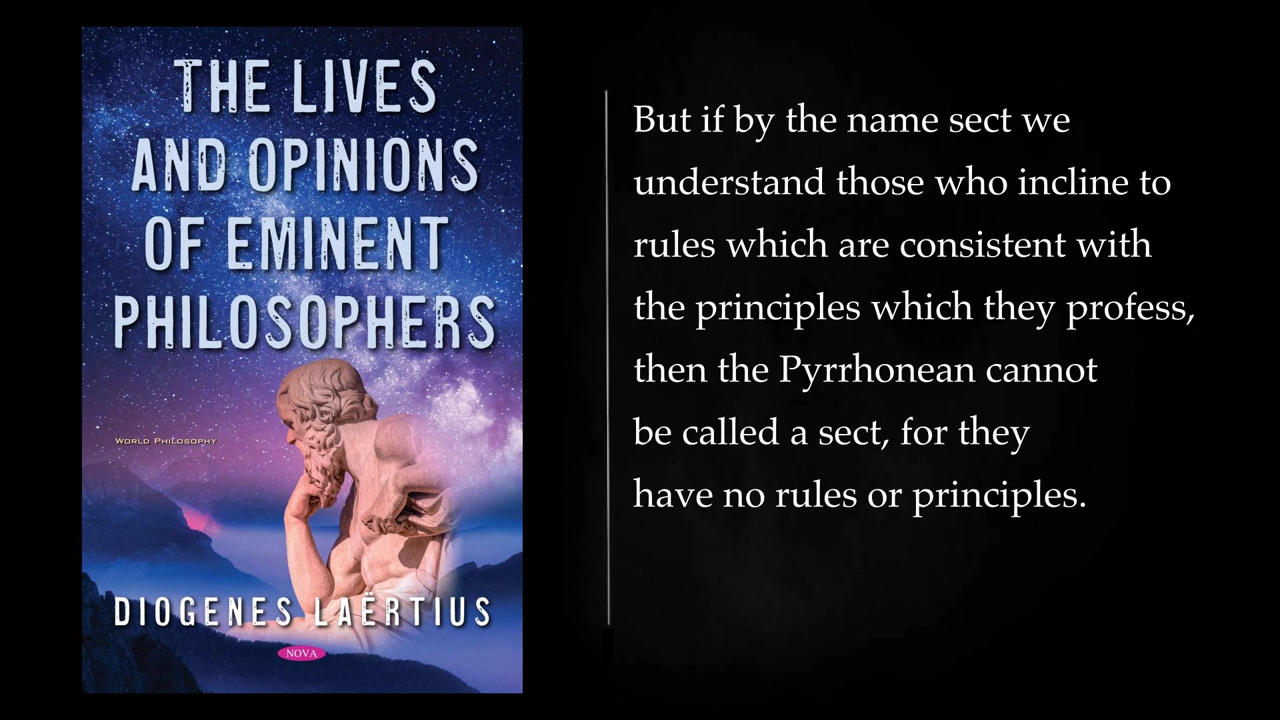 THE LIVES
AND OPINIONS
OF EMINENT
PHILOSOPHERS
WORLD PHILOSOPHY
DIOGENES LAËRTIUS
NOVA
But if by the name sect we
understand those who incline to
rules which are consistent with
the principles which they profess,
then the Pyrrhonean cannot
be called a sect, for they
have no rules or principles.